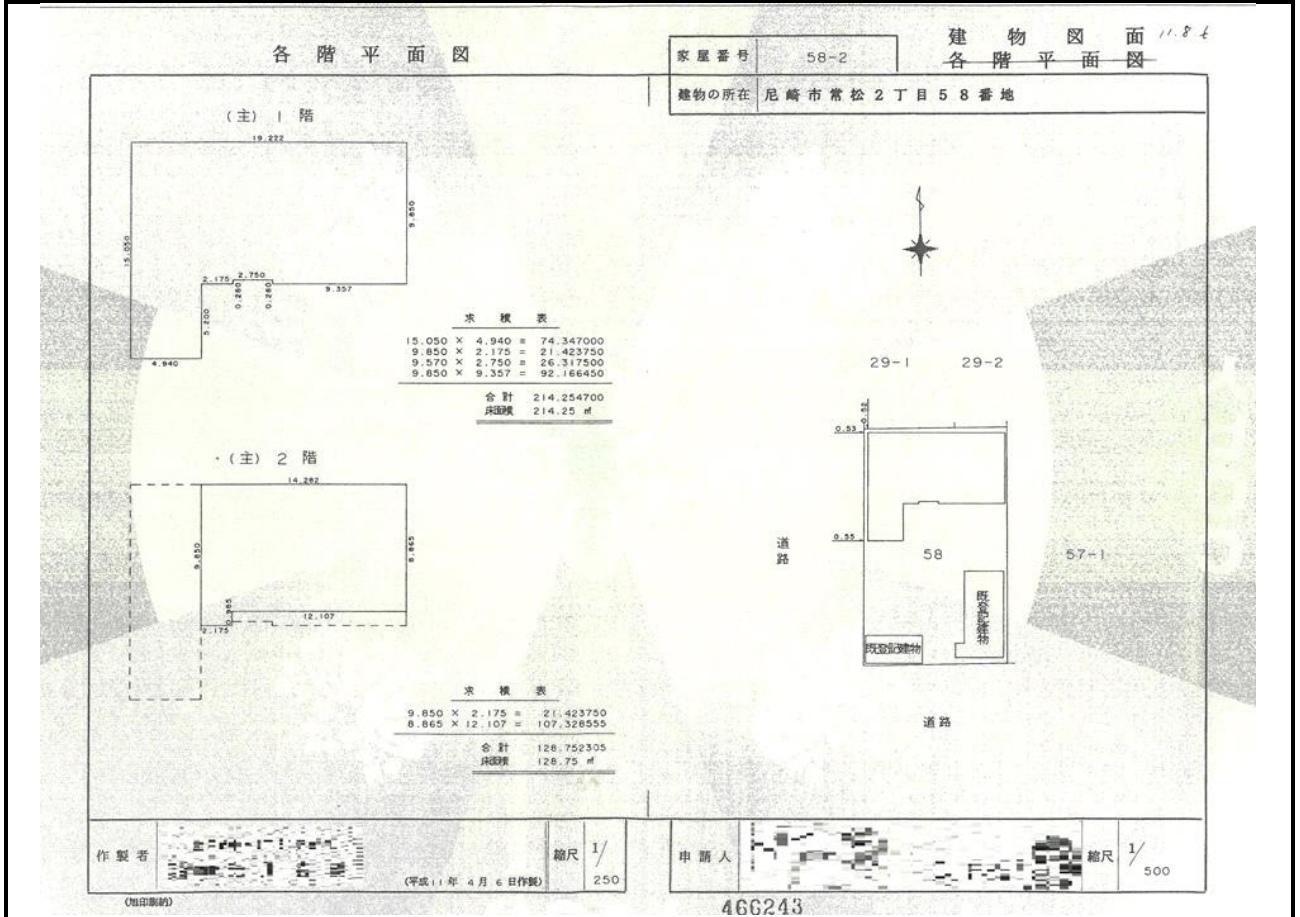 各階平面図
家屋番号 58-2
建物図面
各階平面図
11.8.6
建物の所在 尼崎市常松2丁目58番地
(主) 1階
19.222
15.050
9.850
2.175
2.750
0.280
0.280
9.357
5.200
4.940
求積表
15.050 × 4.940 = 74.347000
9.850 × 2.175 = 21.423750
9.570 × 2.750 = 26.317500
9.850 × 9.357 = 92.166450
合計 214.254700
床面積 214.25 ㎡
・(主) 2階
14.282
9.850
8.865
0.985
12.107
2.175
求積表
9.850 × 2.175 = 21.423750
8.865 × 12.107 = 107.328555
合計 128.752305
床面積 128.75 ㎡
29-1
29-2
0.52
0.53
0.55
道路
58
57-1
既登記建物
既登記建物
道路
作製者
(平成11年4月6日作製)
縮尺 1/250
申請人
縮尺 1/500
466243